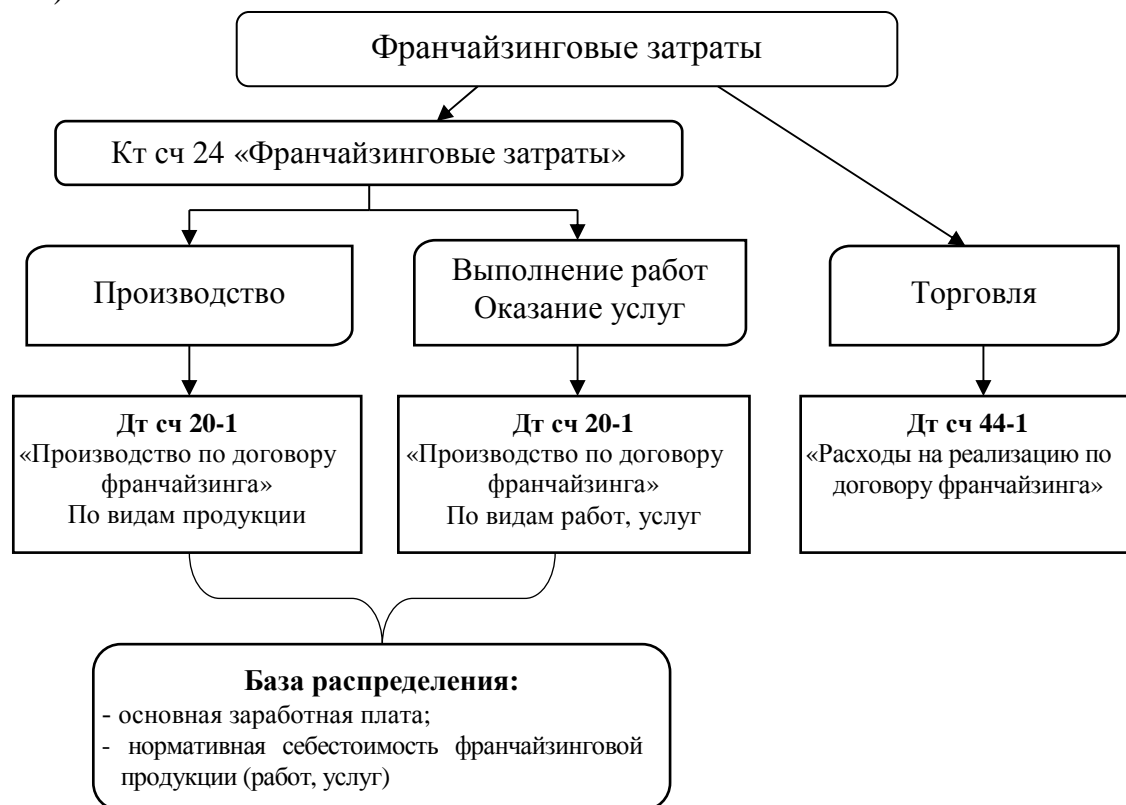 )
Франчайзинговые затраты
Кт сч 24 «Франчайзинговые затраты»
Производство
Выполнение работ
Оказание услуг
Торговля
Дт сч 20-1
«Производство по договору
франчайзинга»
По видам продукции
Дт сч 20-1
«Производство по договору
франчайзинга»
По видам работ, услуг
Дт сч 44-1
«Расходы на реализацию по
договору франчайзинга»
База распределения:
- основная заработная плата;
- нормативная себестоимость франчайзинговой
продукции (работ, услуг)